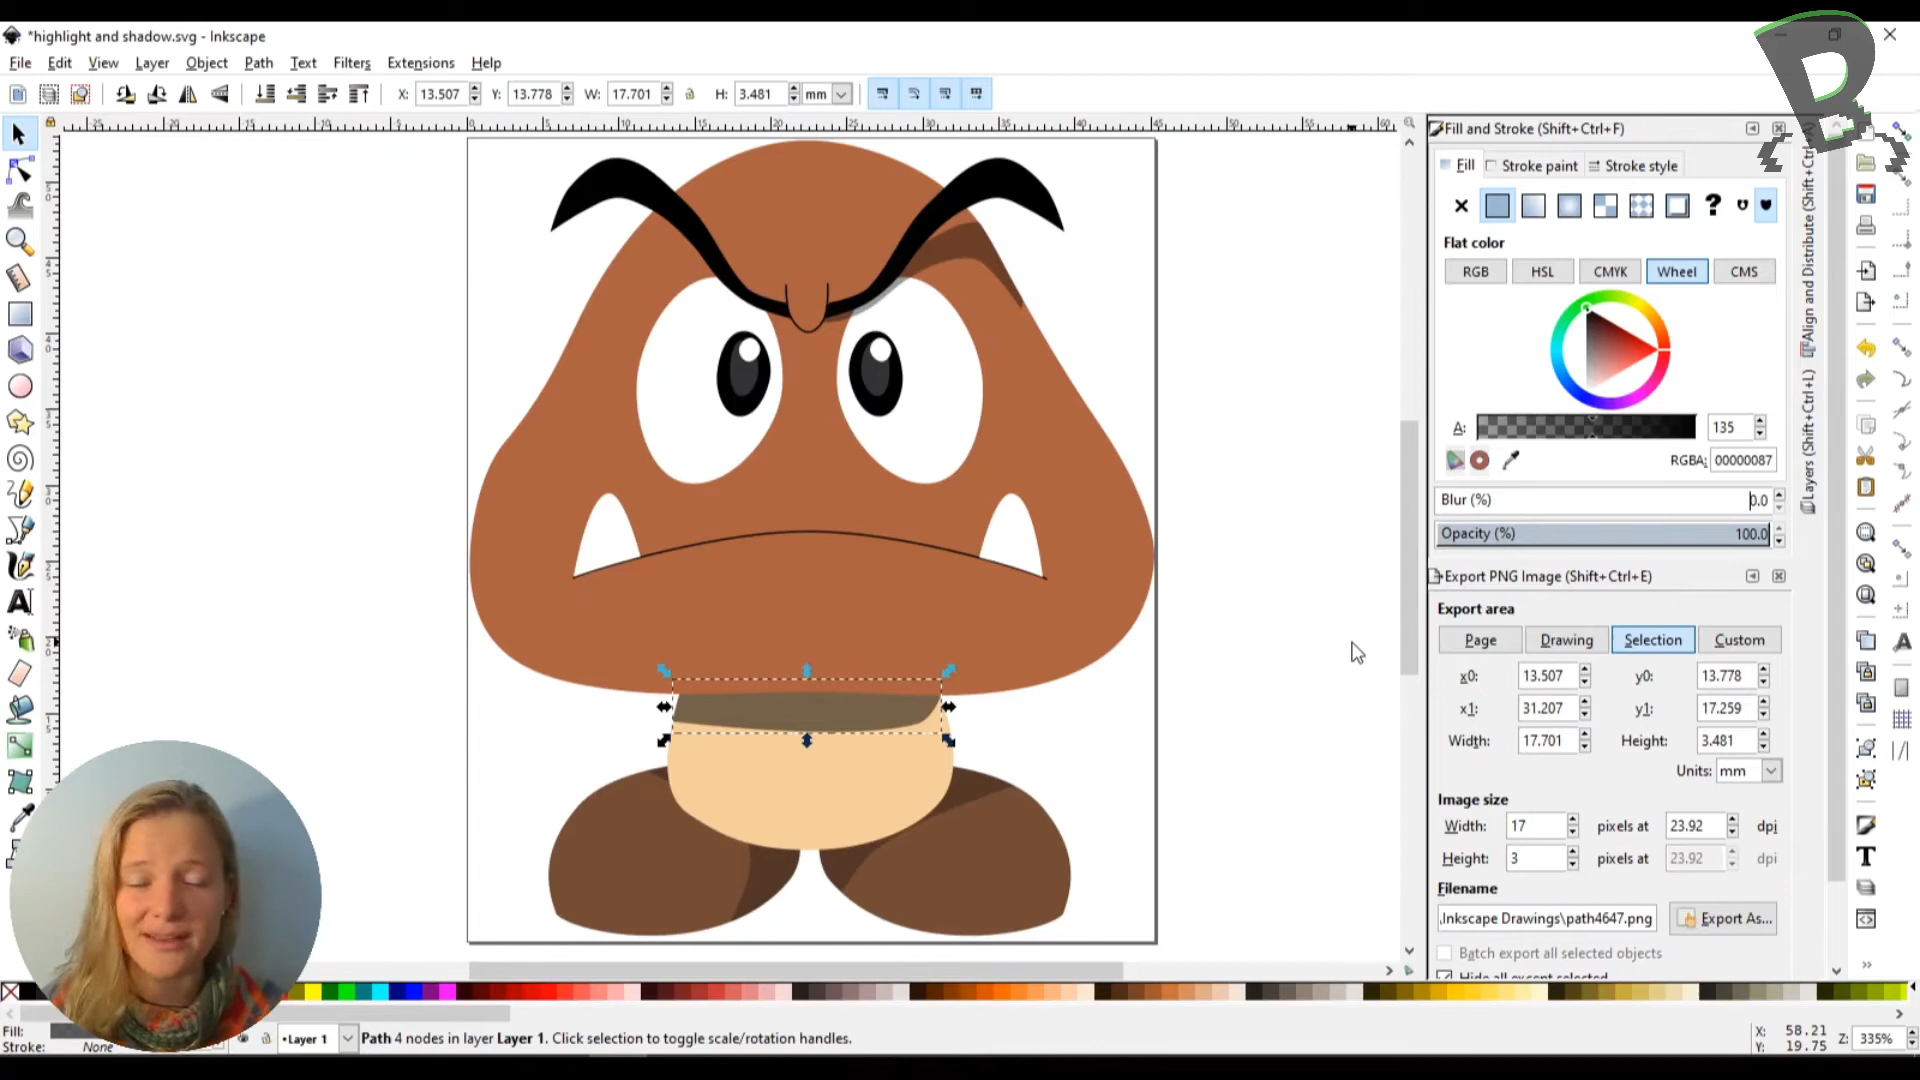 *highlight and shadow.svg - Inkscape
File Edit View Layer Object Path Text Filters Extensions Help
X: 13.507 Y: 13.778 W: 17.701 H: 3.481 mm
Fill and Stroke (Shift+Ctrl+F)
Fill Stroke paint Stroke style
Flat color
RGB HSL CMYK Wheel CMS
A: 135
RGBA: 00000087
Blur (%) 0.0
Opacity (%) 100.0
Align and Distribute (Shift+Ctrl+A)
Layers (Shift+Ctrl+L)
Export PNG Image (Shift+Ctrl+E)
Export area
Page Drawing Selection Custom
x0: 13.507 y0: 13.778
x1: 31.207 y1: 17.259
Width: 17.701 Height: 3.481
Units: mm
Image size
Width: 17 pixels at 23.92 dpi
Height: 3 pixels at 23.92 dpi
Filename
Inkscape Drawings\path4647.png Export As...
Batch export all selected objects
Hide all except selected
Fill:
Stroke: None
•Layer 1 Path 4 nodes in layer Layer 1. Click selection to toggle scale/rotation handles.
X: 58.21
Y: 19.75
Z: 335%